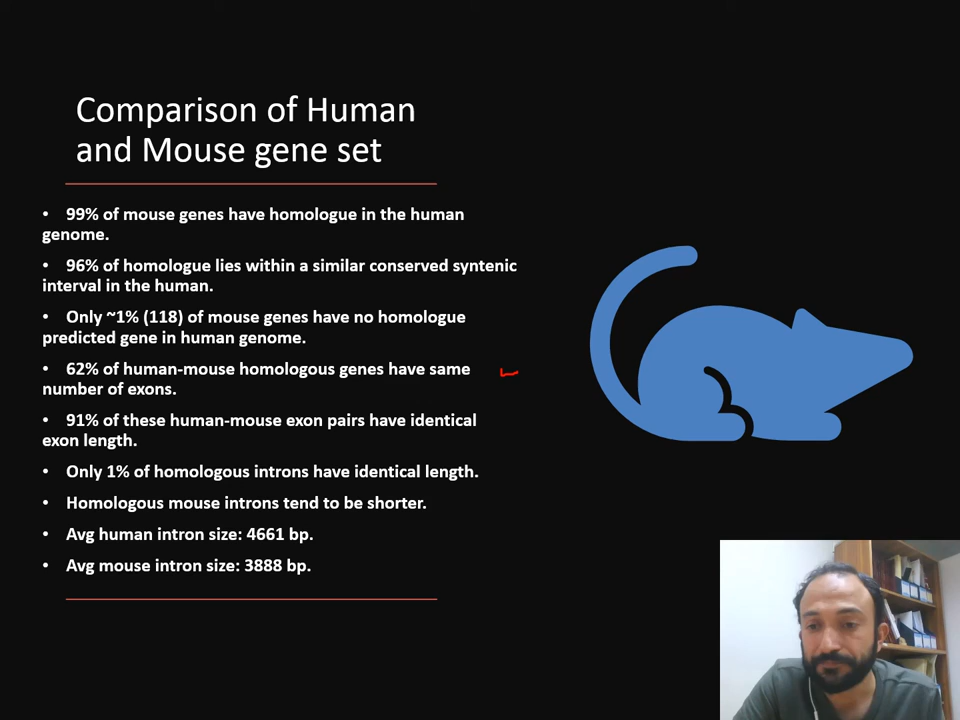 Comparison of Human
and Mouse gene set
• 99% of mouse genes have homologue in the human
genome.
• 96% of homologue lies within a similar conserved syntenic
interval in the human.
• Only ~1% (118) of mouse genes have no homologue
predicted gene in human genome.
• 62% of human-mouse homologous genes have same
number of exons.
• 91% of these human-mouse exon pairs have identical
exon length.
• Only 1% of homologous introns have identical length.
• Homologous mouse introns tend to be shorter.
• Avg human intron size: 4661 bp.
• Avg mouse intron size: 3888 bp.